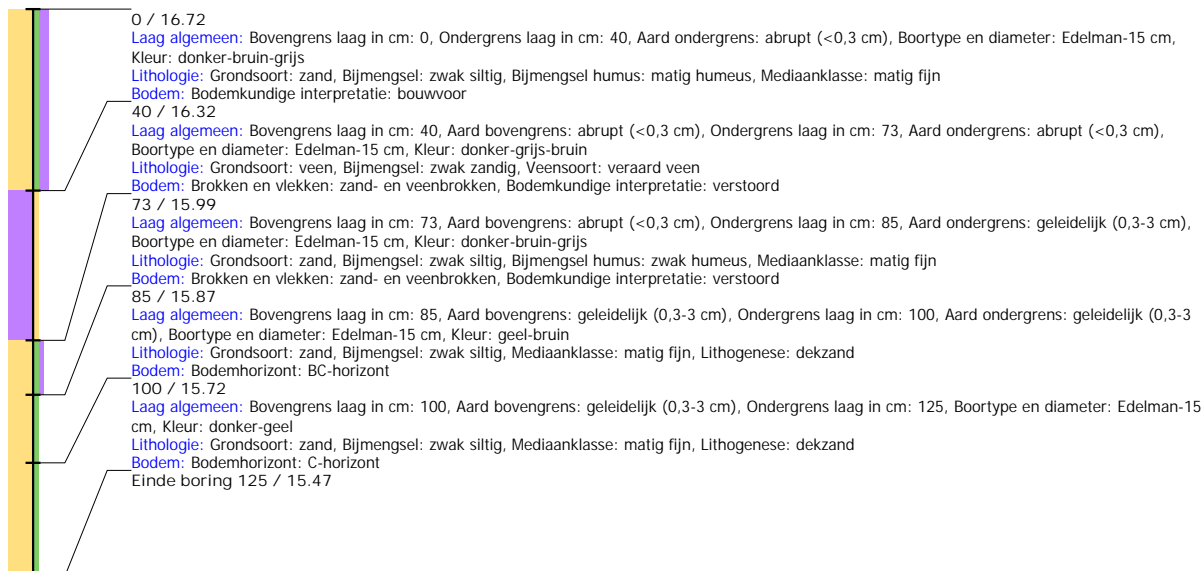 0 / 16.72
Laag algemeen: Bovengrens laag in cm: 0, Ondergrens laag in cm: 40, Aard ondergrens: abrupt (<0,3 cm), Boortype en diameter: Edelman-15 cm,
Kleur: donker-bruin-grijs
Lithologie: Grondsoort: zand, Bijmengsel: zwak siltig, Bijmengsel humus: matig humeus, Mediaanklasse: matig fijn
Bodem: Bodemkundige interpretatie: bouwvoor
40 / 16.32
Laag algemeen: Bovengrens laag in cm: 40, Aard bovengrens: abrupt (<0,3 cm), Ondergrens laag in cm: 73, Aard ondergrens: abrupt (<0,3 cm),
Boortype en diameter: Edelman-15 cm, Kleur: donker-grijs-bruin
Lithologie: Grondsoort: veen, Bijmengsel: zwak zandig, Veensoort: veraard veen
Bodem: Brokken en vlekken: zand- en veenbrokken, Bodemkundige interpretatie: verstoord
73 / 15.99
Laag algemeen: Bovengrens laag in cm: 73, Aard bovengrens: abrupt (<0,3 cm), Ondergrens laag in cm: 85, Aard ondergrens: geleidelijk (0,3-3 cm),
Boortype en diameter: Edelman-15 cm, Kleur: donker-bruin-grijs
Lithologie: Grondsoort: zand, Bijmengsel: zwak siltig, Bijmengsel humus: zwak humeus, Mediaanklasse: matig fijn
Bodem: Brokken en vlekken: zand- en veenbrokken, Bodemkundige interpretatie: verstoord
85 / 15.87
Laag algemeen: Bovengrens laag in cm: 85, Aard bovengrens: geleidelijk (0,3-3 cm), Ondergrens laag in cm: 100, Aard ondergrens: geleidelijk (0,3-3
cm), Boortype en diameter: Edelman-15 cm, Kleur: geel-bruin
Lithologie: Grondsoort: zand, Bijmengsel: zwak siltig, Mediaanklasse: matig fijn, Lithogenese: dekzand
Bodem: Bodemhorizont: BC-horizont
100 / 15.72
Laag algemeen: Bovengrens laag in cm: 100, Aard bovengrens: geleidelijk (0,3-3 cm), Ondergrens laag in cm: 125, Boortype en diameter: Edelman-15
cm, Kleur: donker-geel
Lithologie: Grondsoort: zand, Bijmengsel: zwak siltig, Mediaanklasse: matig fijn, Lithogenese: dekzand
Bodem: Bodemhorizont: C-horizont
Einde boring 125 / 15.47